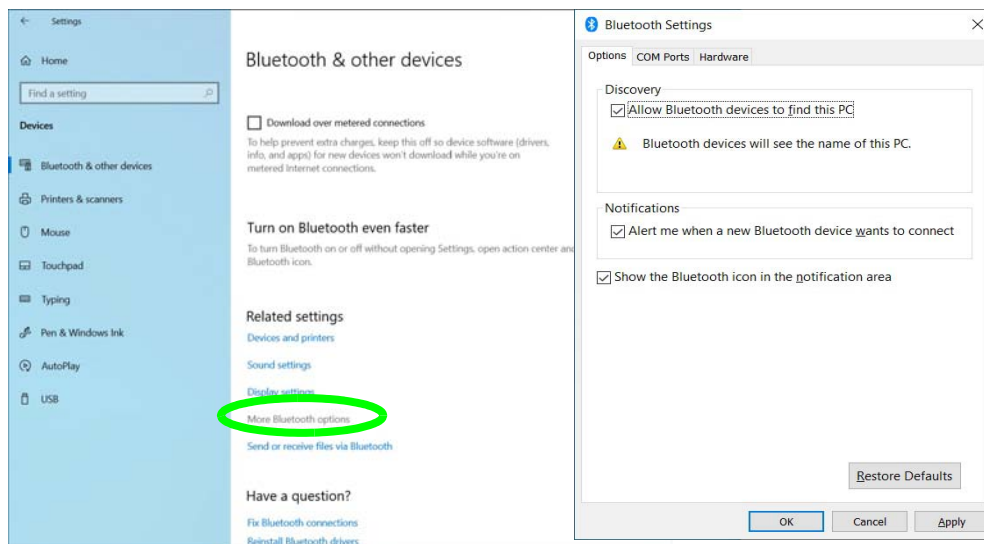 Settings
Home
Find a setting
Devices
Bluetooth & other devices
Printers & scanners
Mouse
Touchpad
Typing
Pen & Windows Ink
AutoPlay
USB
Bluetooth & other devices
Download over metered connections
To help prevent extra charges, keep this off so device software (drivers,
info, and apps) for new devices won't download while you're on
metered Internet connections.
Turn on Bluetooth even faster
To turn Bluetooth on or off without opening Settings, open action center and
Bluetooth icon.
Related settings
Devices and printers
Sound settings
Display settings
More Bluetooth options
Send or receive files via Bluetooth
Have a question?
Fix Bluetooth connections
Reinstall Bluetooth drivers
Bluetooth Settings
Options COM Ports Hardware
Discovery
Allow Bluetooth devices to find this PC
Bluetooth devices will see the name of this PC.
Notifications
Alert me when a new Bluetooth device wants to connect
Show the Bluetooth icon in the notification area
Restore Defaults
OK Cancel Apply